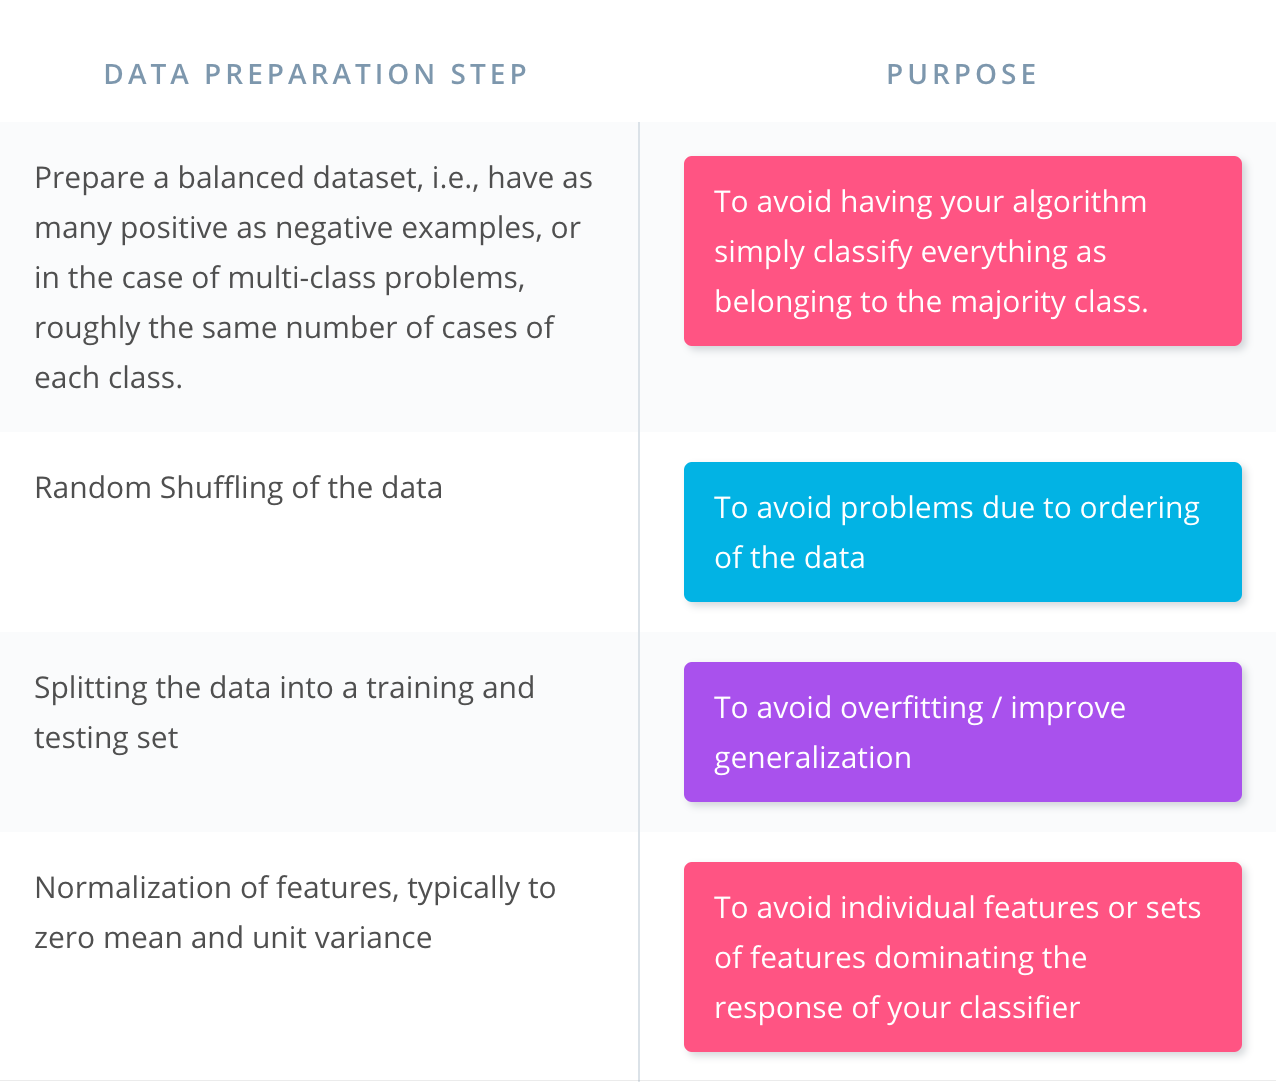 DATA PREPARATION STEP
PURPOSE
Prepare a balanced dataset, i.e., have as
many positive as negative examples, or
in the case of multi-class problems,
roughly the same number of cases of
each class.
To avoid having your algorithm
simply classify everything as
belonging to the majority class.
Random Shuffling of the data
To avoid problems due to ordering
of the data
Splitting the data into a training and
testing set
To avoid overfitting / improve
generalization
Normalization of features, typically to
zero mean and unit variance
To avoid individual features or sets
of features dominating the
response of your classifier